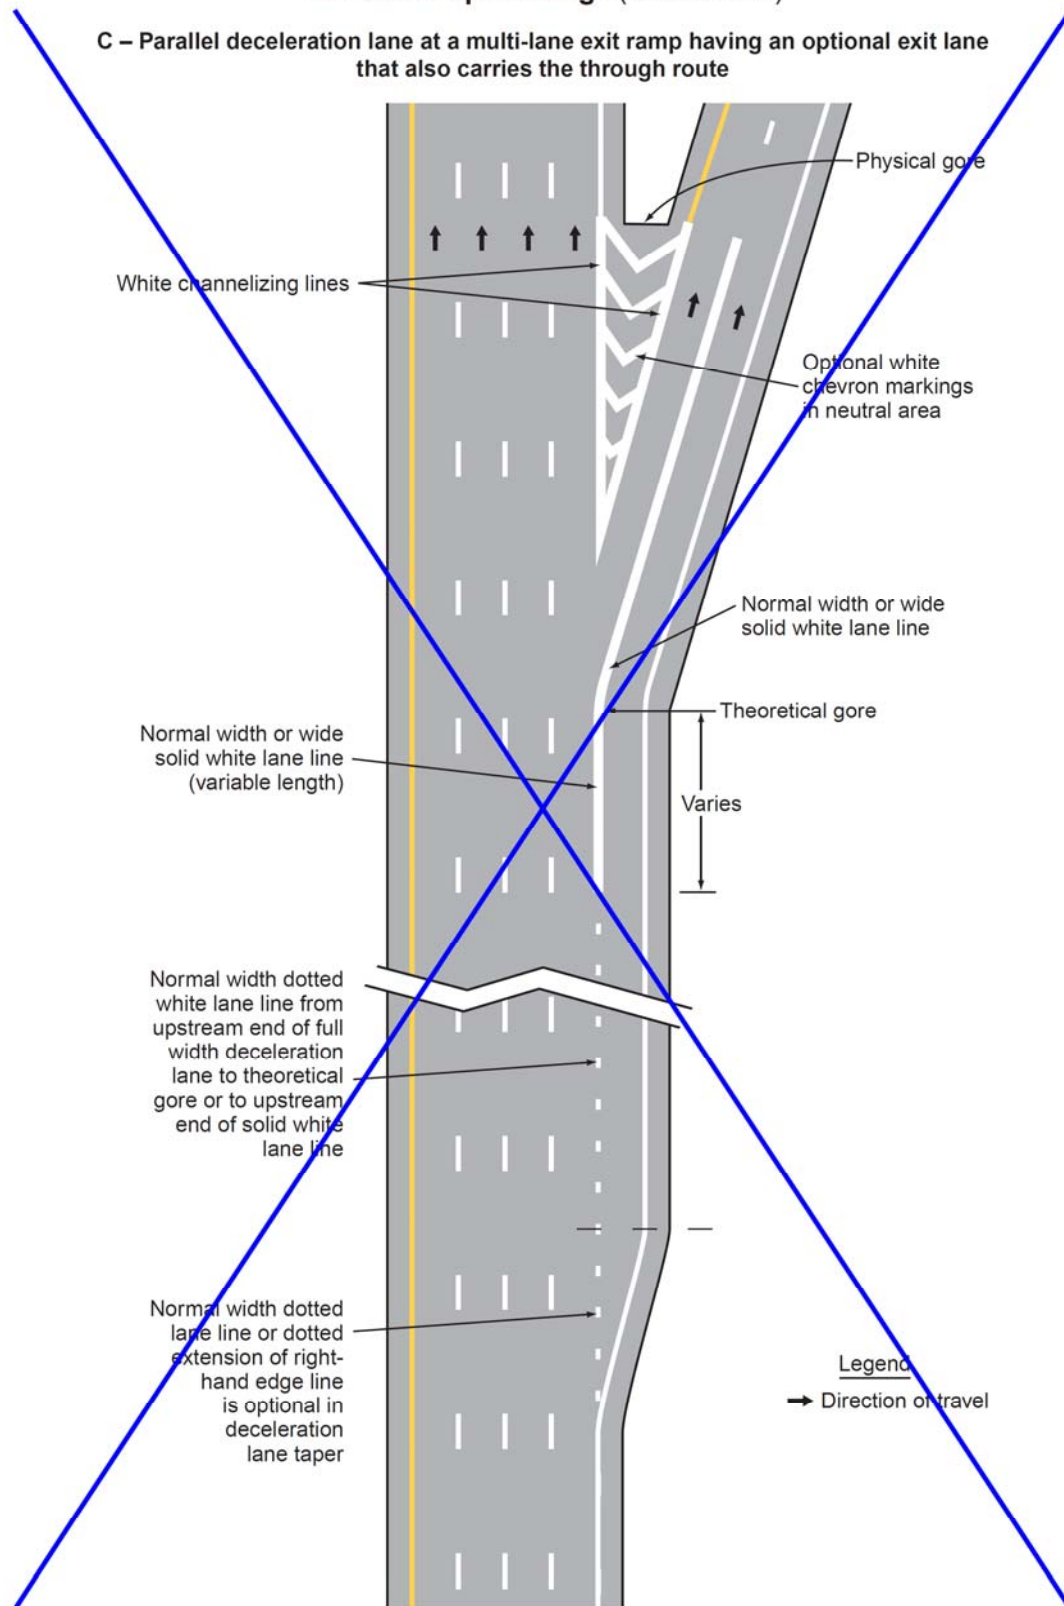 C – Parallel deceleration lane at a multi-lane exit ramp having an optional exit lane
that also carries the through route
Physical gore
White channelizing lines
Optional white
chevron markings
in neutral area
Normal width or wide
solid white lane line
Theoretical gore
Normal width or wide
solid white lane line
(variable length)
Varies
Normal width dotted
white lane line from
upstream end of full
width deceleration
lane to theoretical
gore or to upstream
end of solid white
lane line
Normal width dotted
lane line or dotted
extension of right-
hand edge line
is optional in
deceleration
lane taper
Legend
Direction of travel